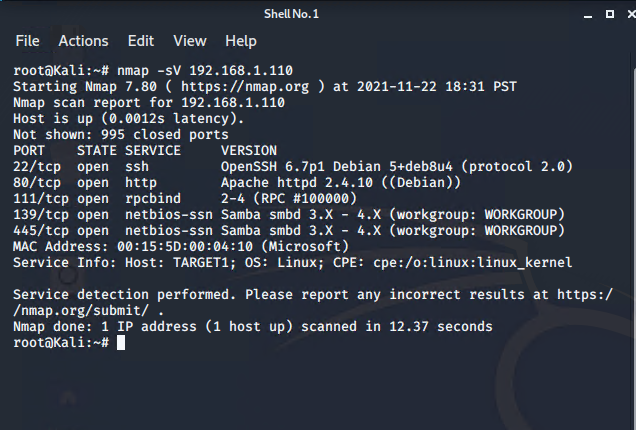 Shell No. 1
File Actions Edit View Help
root@Kali:~# nmap -sV 192.168.1.110
Starting Nmap 7.80 ( https://nmap.org ) at 2021-11-22 18:31 PST
Nmap scan report for 192.168.1.110
Host is up (0.0012s latency).
Not shown: 995 closed ports
PORT    STATE SERVICE     VERSION
22/tcp  open  ssh         OpenSSH 6.7p1 Debian 5+deb8u4 (protocol 2.0)
80/tcp  open  http        Apache httpd 2.4.10 ((Debian))
111/tcp open  rpcbind     2-4 (RPC #100000)
139/tcp open  netbios-ssn Samba smbd 3.X - 4.X (workgroup: WORKGROUP)
445/tcp open  netbios-ssn Samba smbd 3.X - 4.X (workgroup: WORKGROUP)
MAC Address: 00:15:5D:00:04:10 (Microsoft)
Service Info: Host: TARGET1; OS: Linux; CPE: cpe:/o:linux:linux_kernel
Service detection performed. Please report any incorrect results at https:/
/nmap.org/submit/ .
Nmap done: 1 IP address (1 host up) scanned in 12.37 seconds
root@Kali:~#